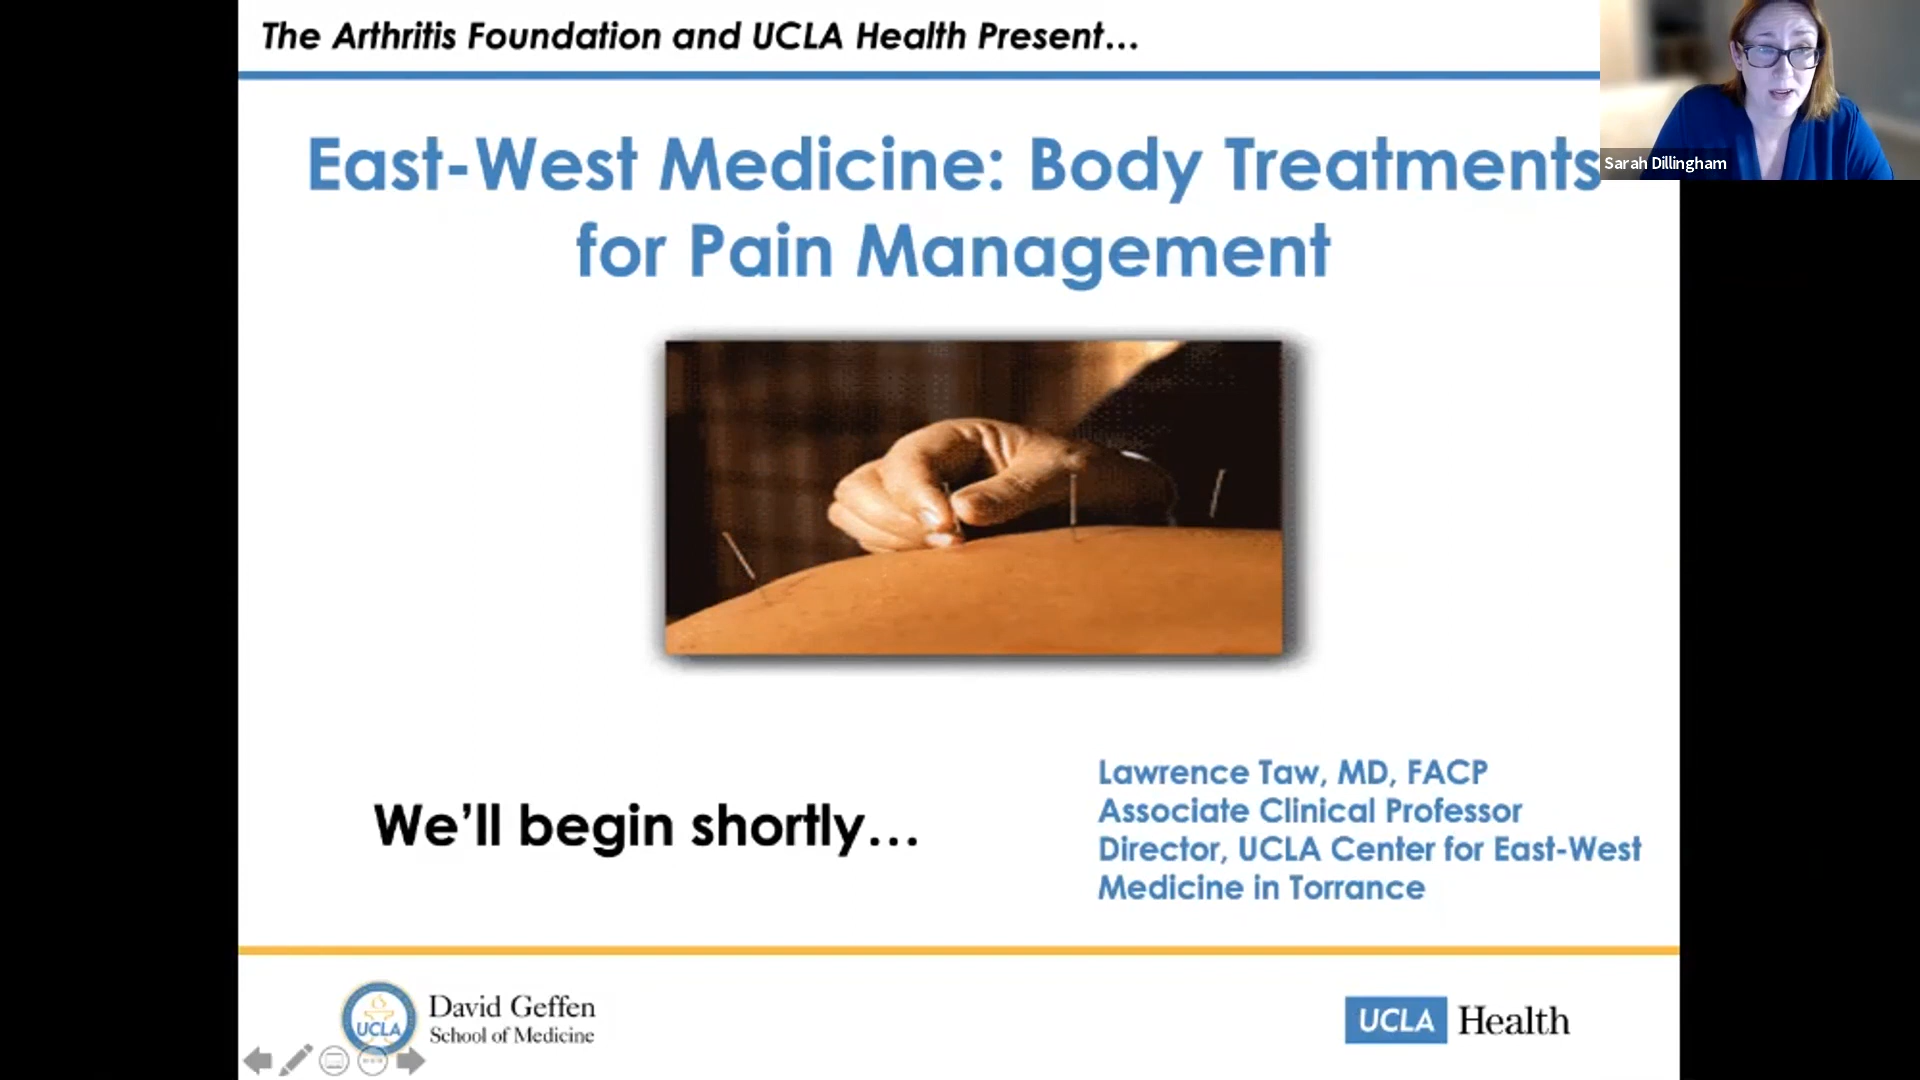 The Arthritis Foundation and UCLA Health Present…
Sarah Dillingham
East-West Medicine: Body Treatments
for Pain Management
We’ll begin shortly…
Lawrence Taw, MD, FACP
Associate Clinical Professor
Director, UCLA Center for East-West
Medicine in Torrance
UCLA
David Geffen
School of Medicine
UCLA Health